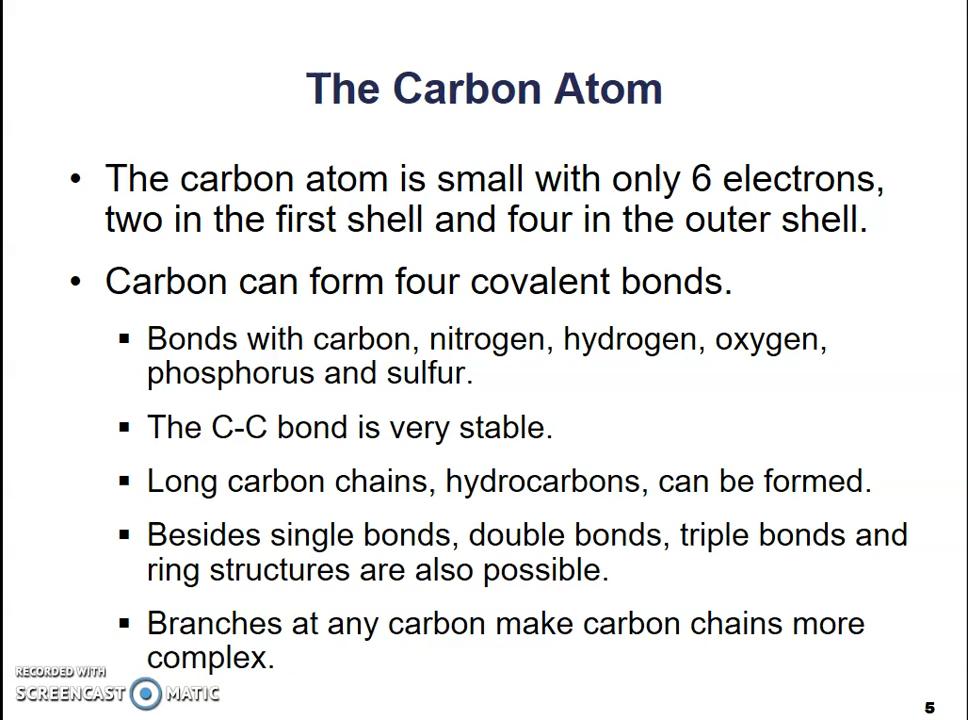 The Carbon Atom
• The carbon atom is small with only 6 electrons,
two in the first shell and four in the outer shell.
• Carbon can form four covalent bonds.
▪ Bonds with carbon, nitrogen, hydrogen, oxygen,
phosphorus and sulfur.
▪ The C-C bond is very stable.
▪ Long carbon chains, hydrocarbons, can be formed.
▪ Besides single bonds, double bonds, triple bonds and
ring structures are also possible.
▪ Branches at any carbon make carbon chains more
complex.
RECORDED WITH
SCREENCAST MATIC
5